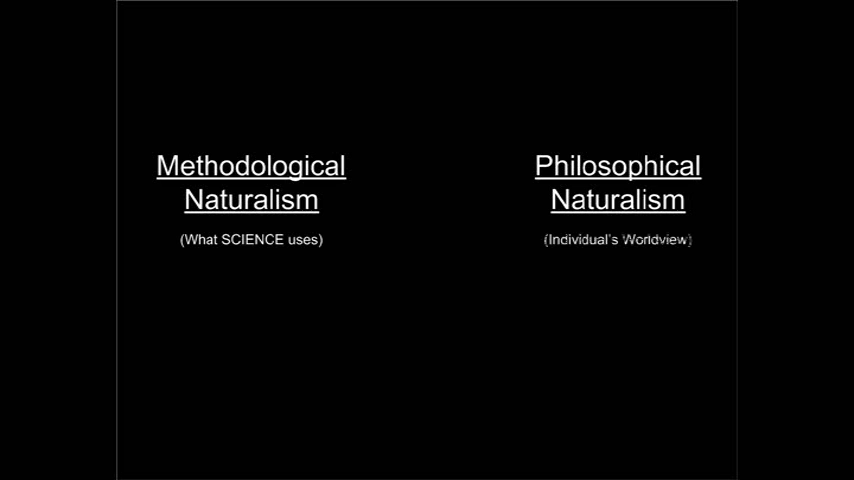 Methodological
Naturalism
(What SCIENCE uses)
Philosophical
Naturalism
(Individual's Worldview)